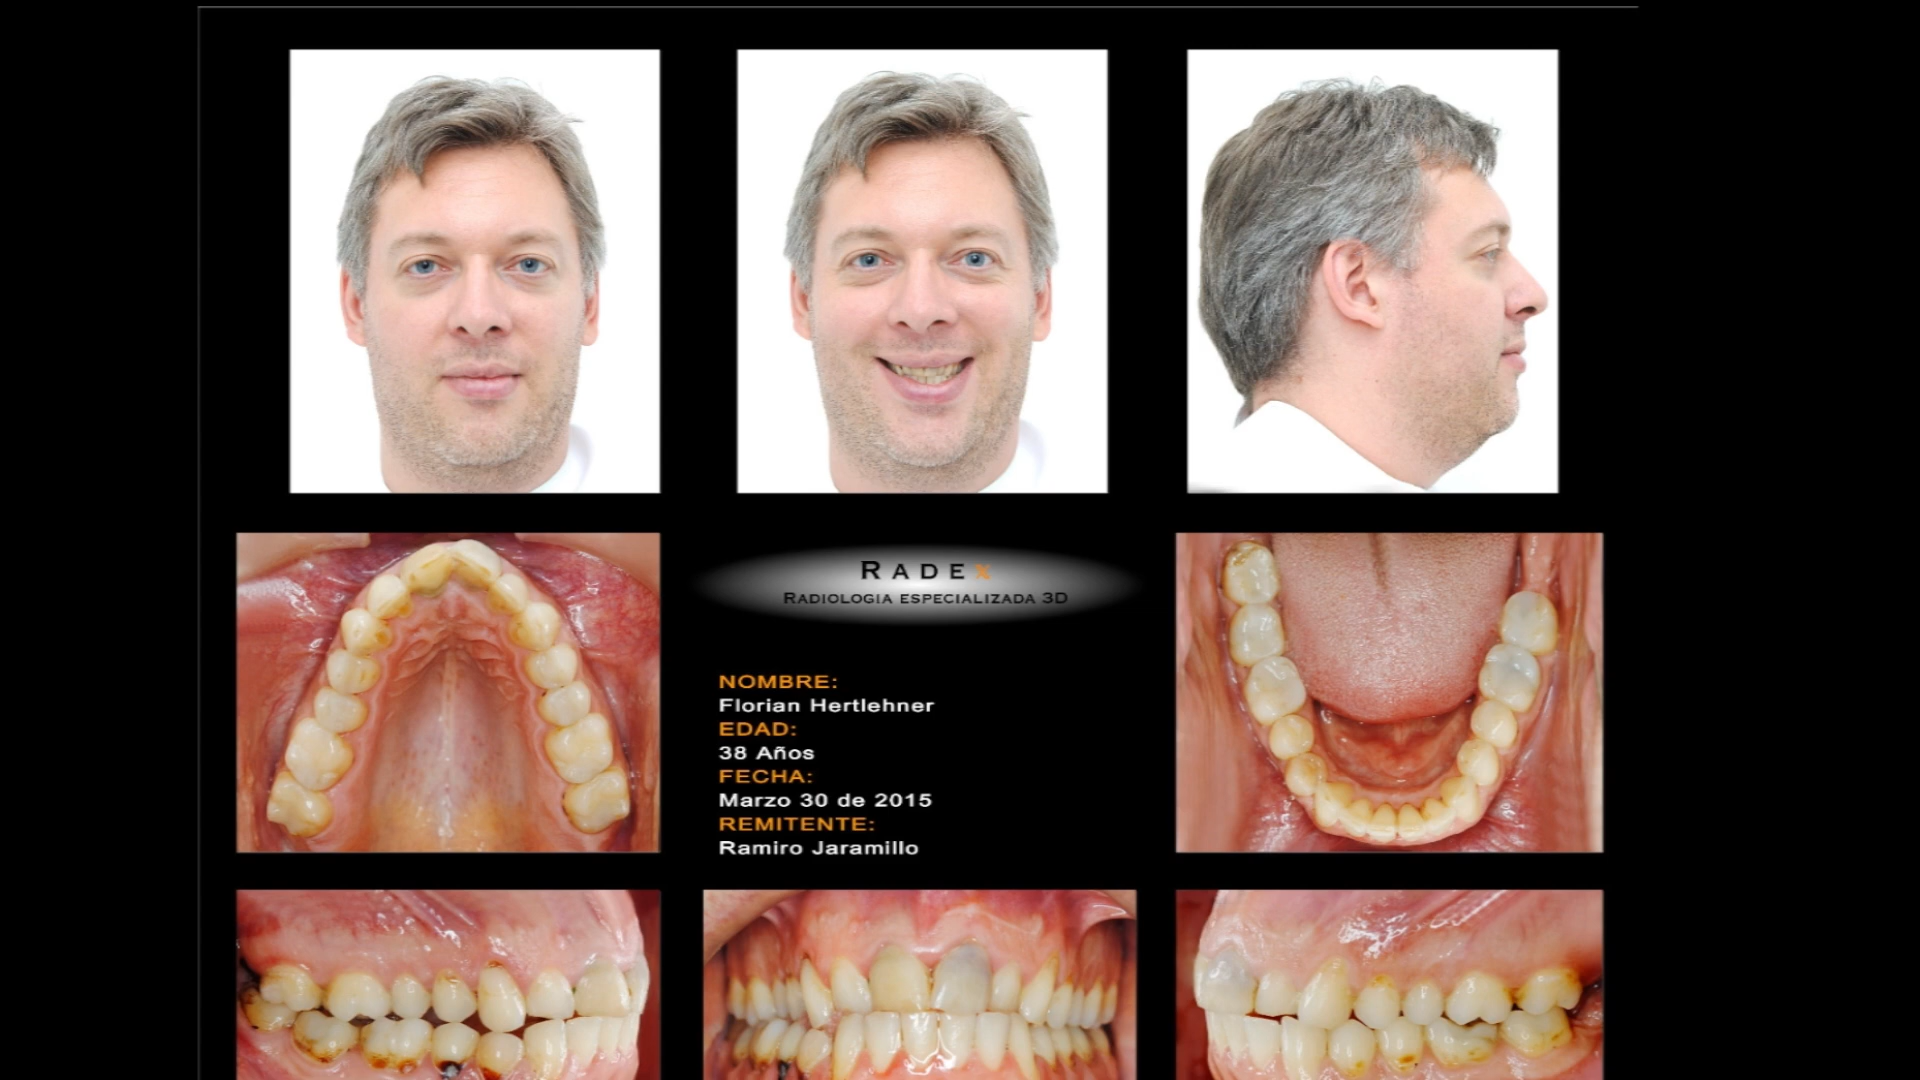 RADEX
RADIOLOGIA ESPECIALIZADA 3D
NOMBRE:
Florian Hertlehner
EDAD:
38 Años
FECHA:
Marzo 30 de 2015
REMITENTE:
Ramiro Jaramillo